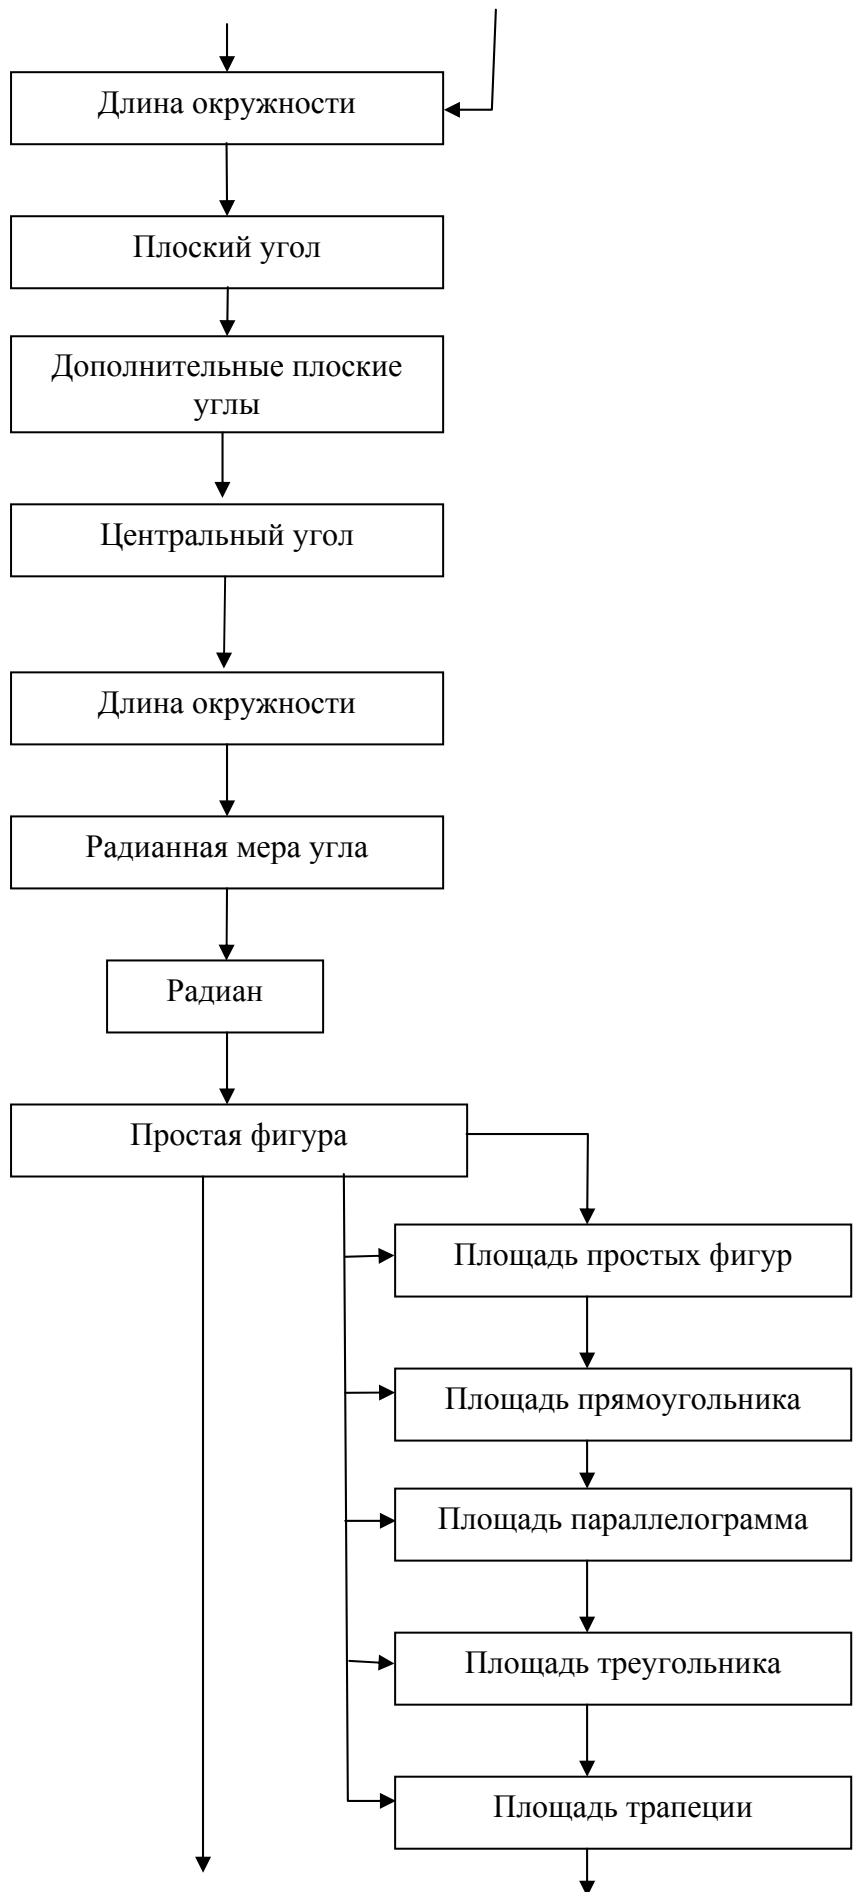 Длина окружности
Плоский угол
Дополнительные плоские
углы
Центральный угол
Длина окружности
Радианная мера угла
Радиан
Простая фигура
Площадь простых фигур
Площадь прямоугольника
Площадь параллелограмма
Площадь треугольника
Площадь трапеции